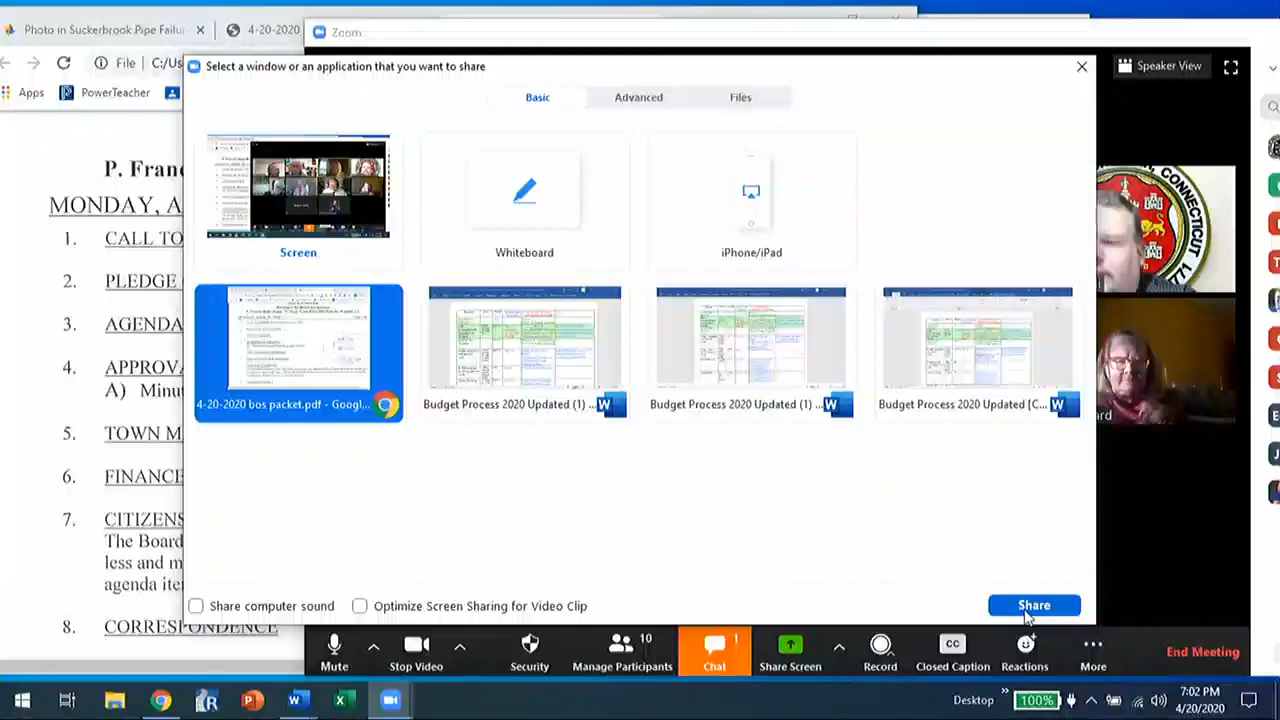 Photo in Suckerbrook Pipe Failu
4-20-2020
Zoom
File
C:/Us
Apps
PowerTeacher
Select a window or an application that you want to share
Basic
Advanced
Files
Speaker View
Screen
Whiteboard
iPhone/iPad
4-20-2020 bos packet.pdf - Googl...
Budget Process 2020 Updated (1) ...
Budget Process 2020 Updated (1) ...
Budget Process 2020 Updated [C...
P. Franc
MONDAY, A
1. CALL TO
2. PLEDGE
3. AGENDA
4. APPROVA
A) Minut
5. TOWN M
6. FINANCE
7. CITIZENS
The Board
less and m
agenda ite
8. CORRESPONDENCE
, CONNECTICUT
ard
Share computer sound
Optimize Screen Sharing for Video Clip
Share
10
1
CC
Mute
Stop Video
Security
Manage Participants
Chat
Share Screen
Record
Closed Caption
Reactions
More
End Meeting
Desktop
100%
7:02 PM
4/20/2020